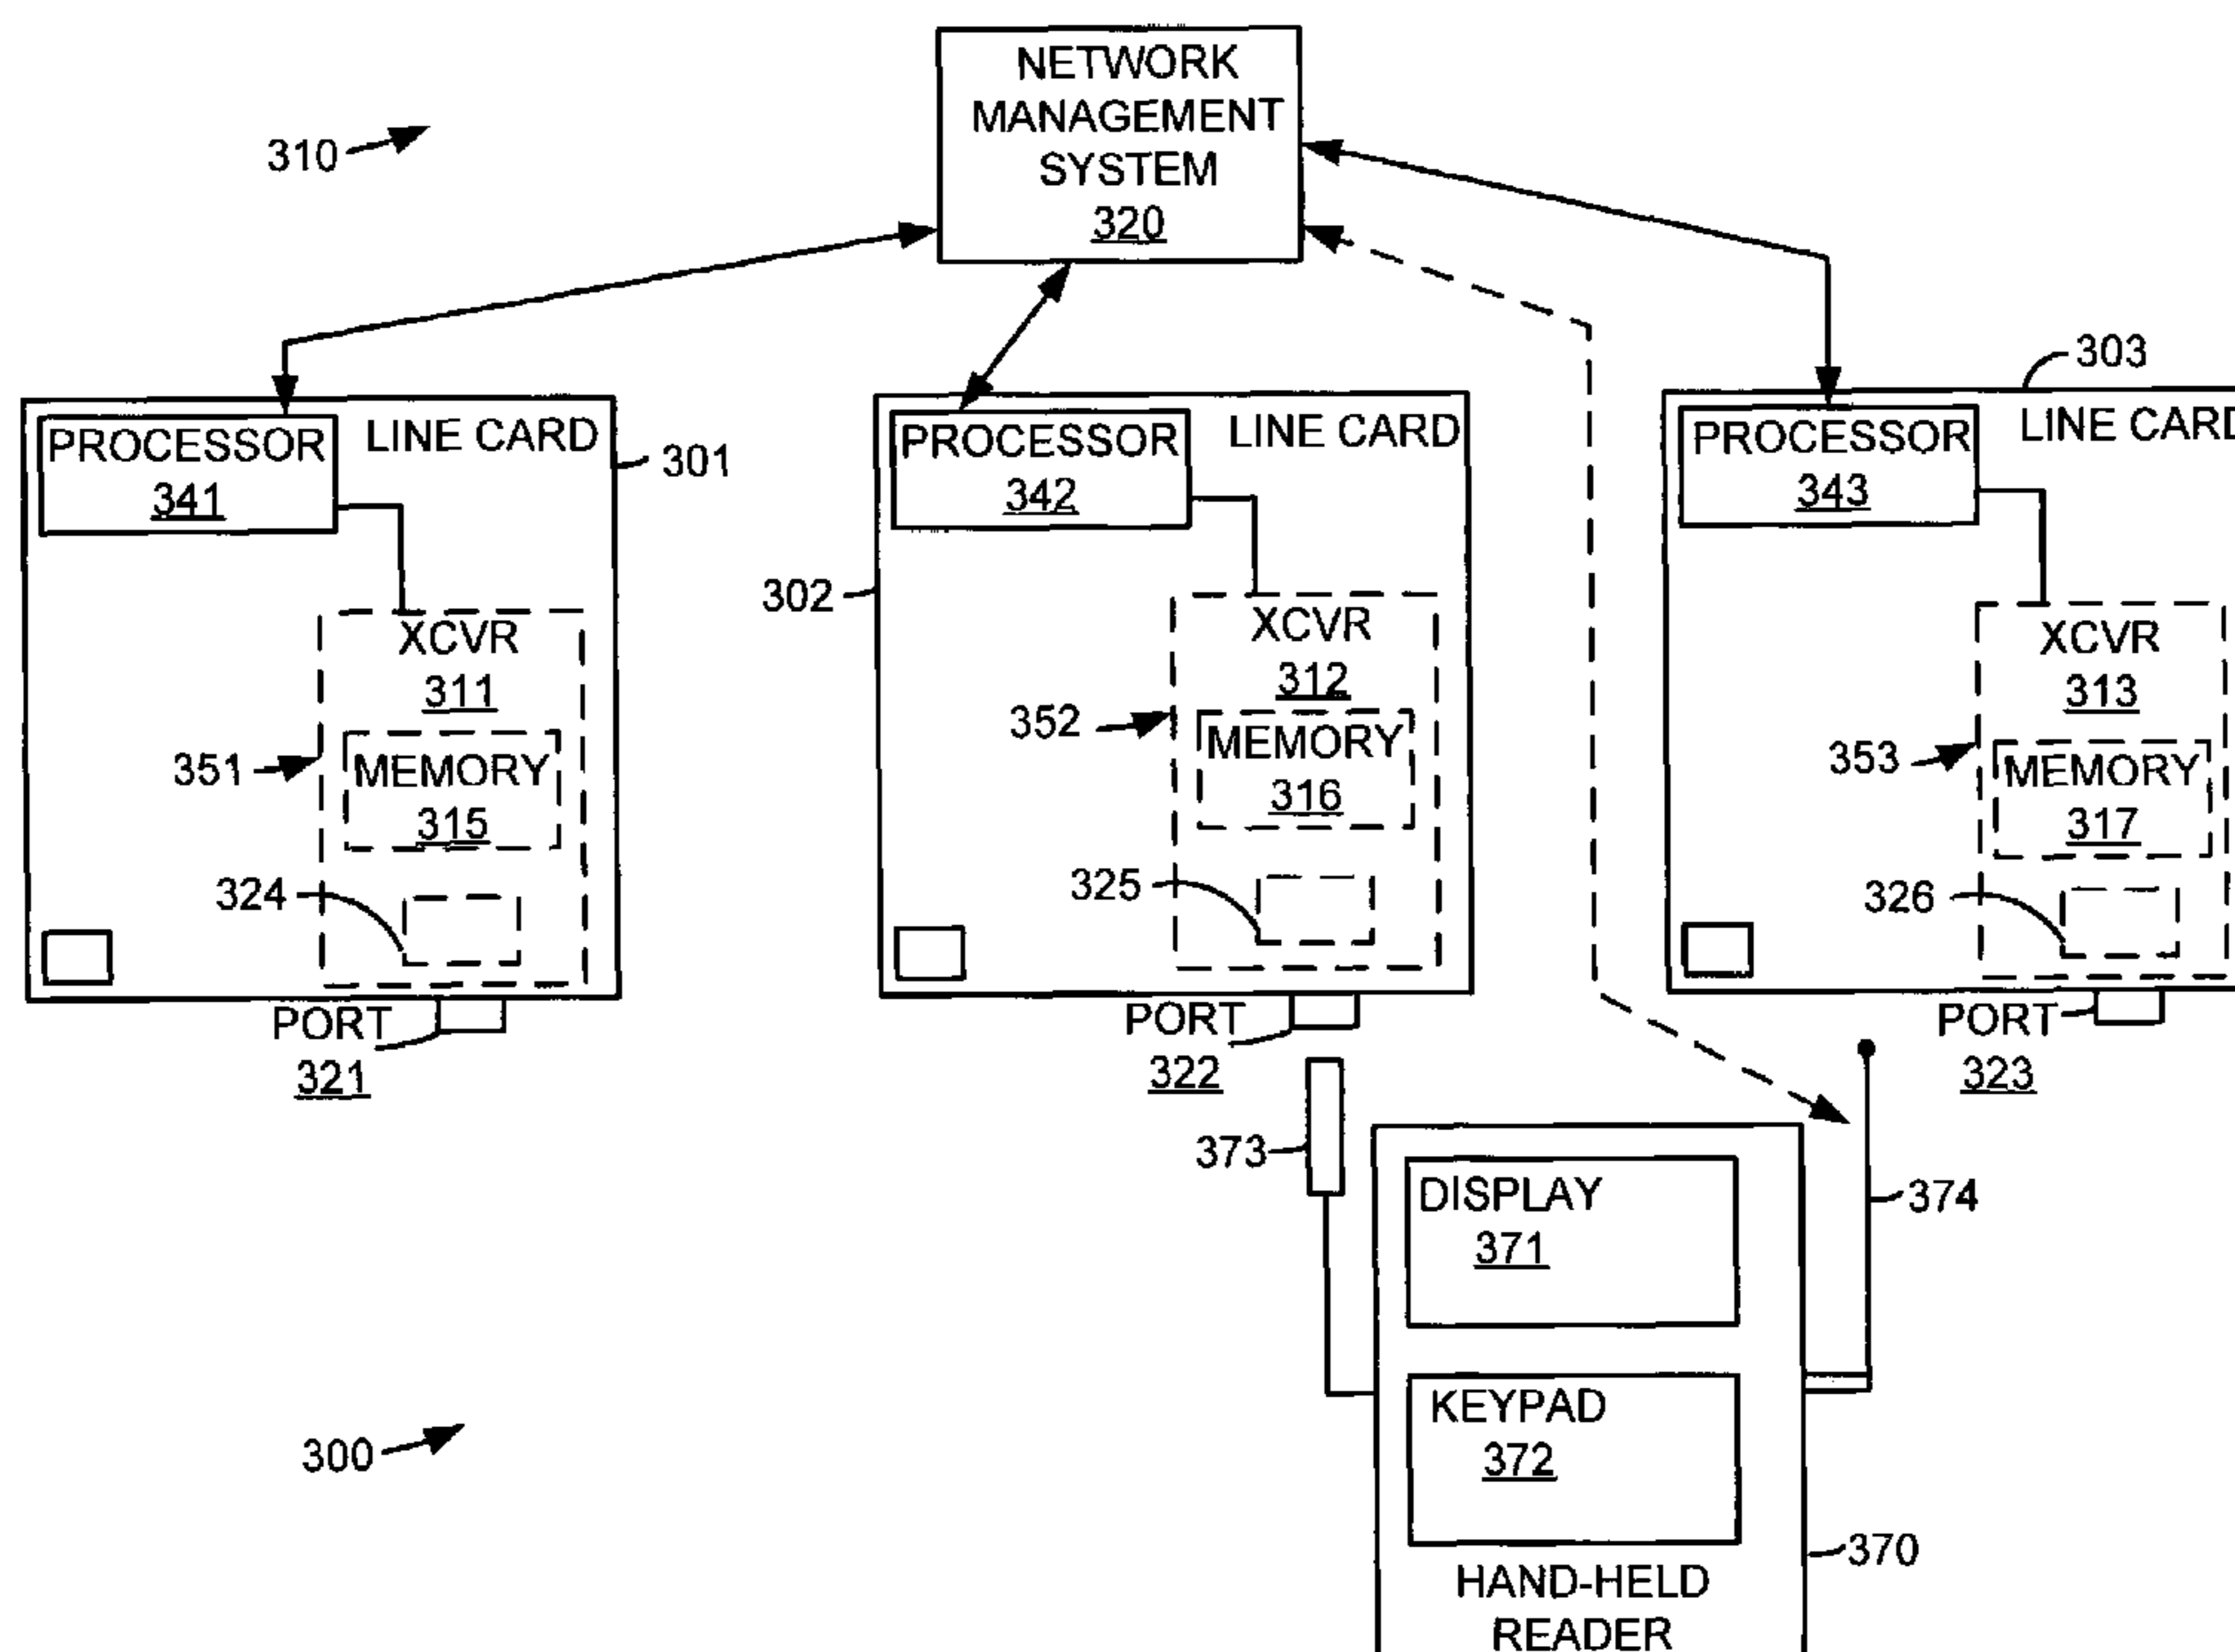 NETWORK
MANAGEMENT
SYSTEM
320
310
303
PROCESSOR
341
LINE CARD
301
PROCESSOR
342
LINE CARD
PROCESSOR
343
LINE CARD
302
XCVR
311
XCVR
312
XCVR
313
351
MEMORY
315
352
MEMORY
316
353
MEMORY
317
324
325
326
PORT
321
PORT
322
PORT
323
373
DISPLAY
371
374
KEYPAD
372
300
370
HAND-HELD
READER